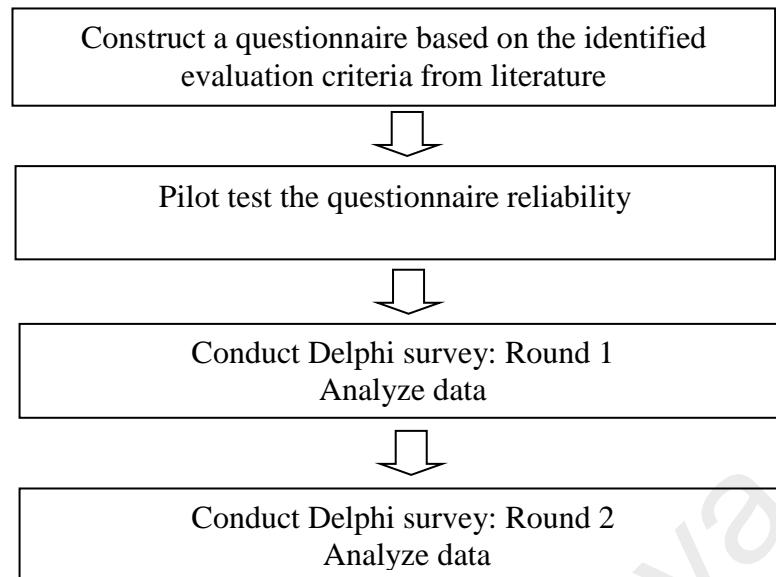 Construct a questionnaire based on the identified
evaluation criteria from literature
Pilot test the questionnaire reliability
Conduct Delphi survey: Round 1
Analyze data
Conduct Delphi survey: Round 2
Analyze data